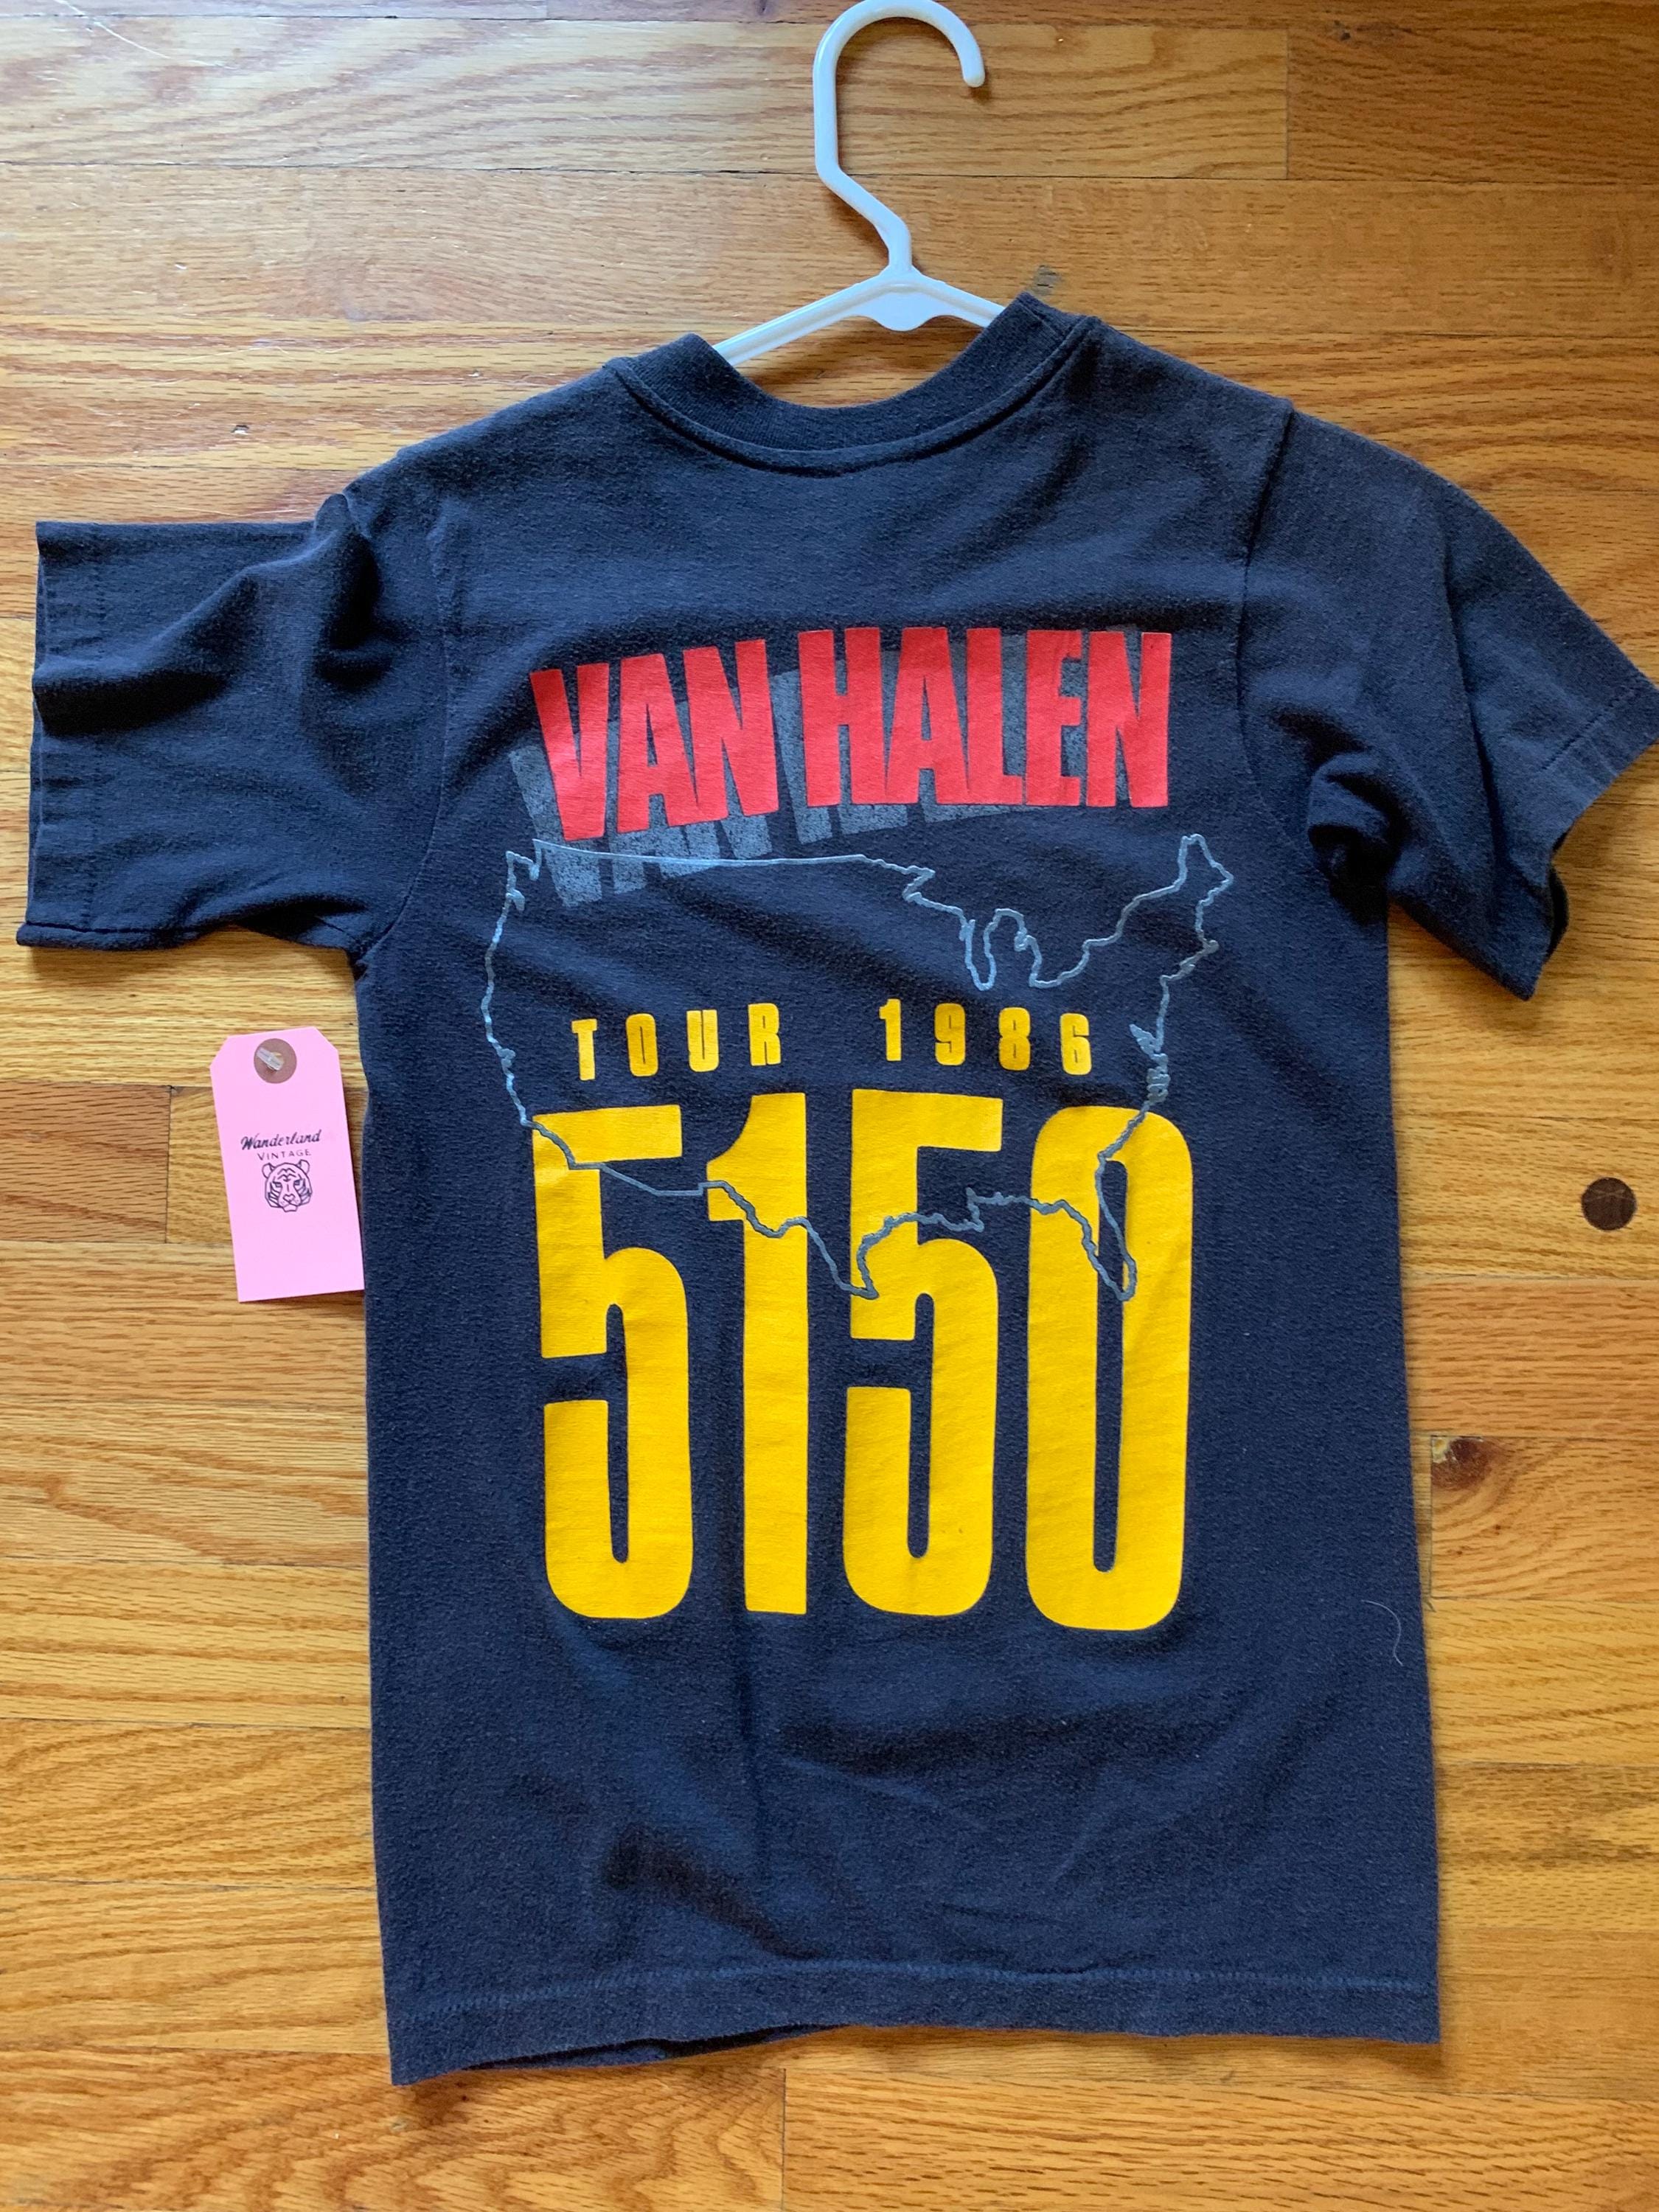 VAN HALEN
TOUR 1986
5150
Wanderland
VINTAGE